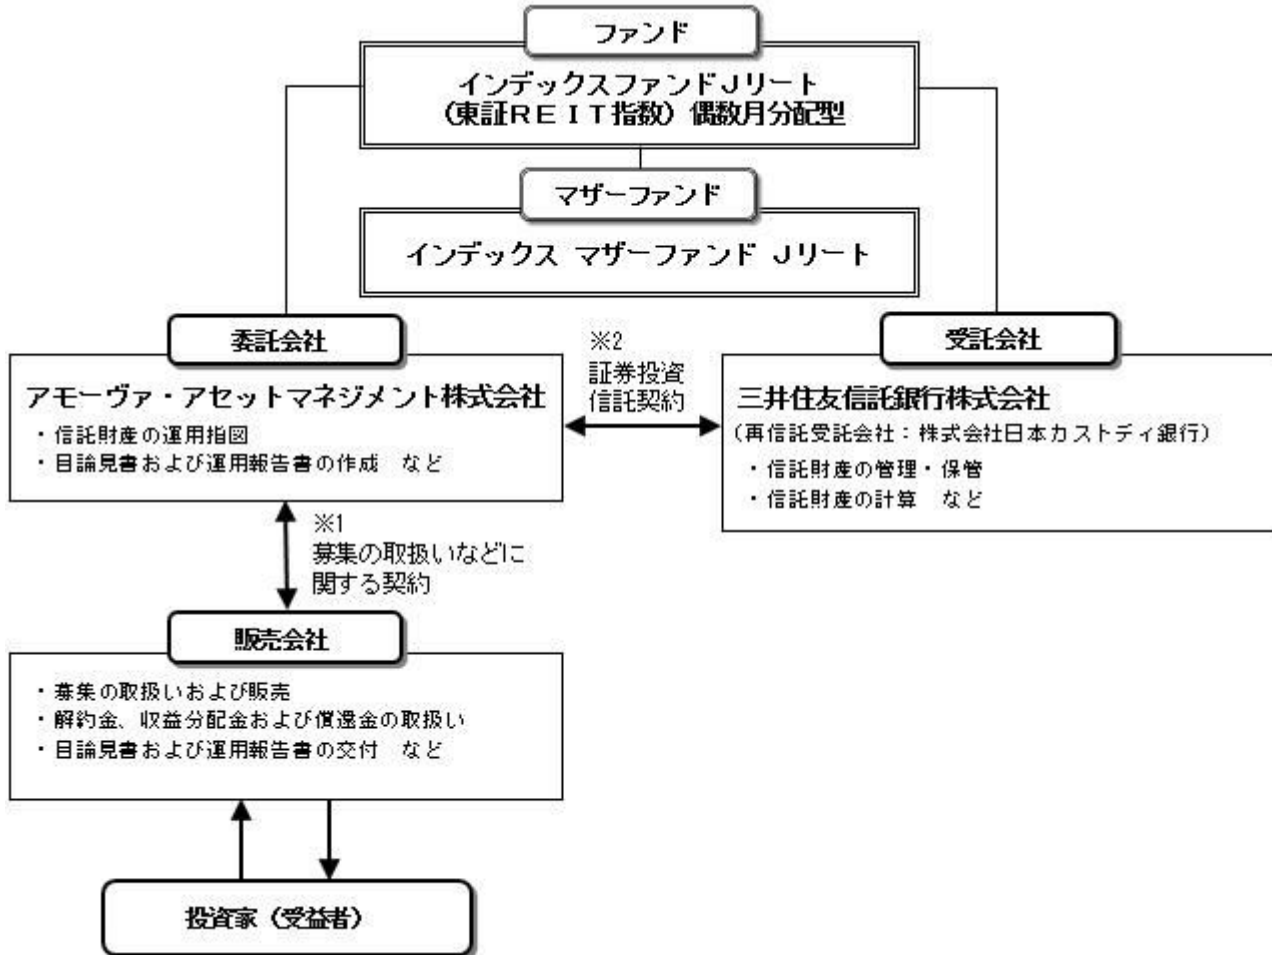 ファンド
インデックスファンドJリート
(東証REIT指数)偶数月分配型
マザーファンド
インデックス マザーファンド Jリート
委託会社
アモーヴァ・アセットマネジメント株式会社
・信託財産の運用指図
・目論見書および運用報告書の作成 など
※2
証券投資
信託契約
受託会社
三井住友信託銀行株式会社
(再信託受託会社:株式会社日本カストディ銀行)
・信託財産の管理・保管
・信託財産の計算 など
※1
募集の取扱いなどに
関する契約
販売会社
・募集の取扱いおよび販売
・解約金、収益分配金および償還金の取扱い
・目論見書および運用報告書の交付 など
投資家(受益者)